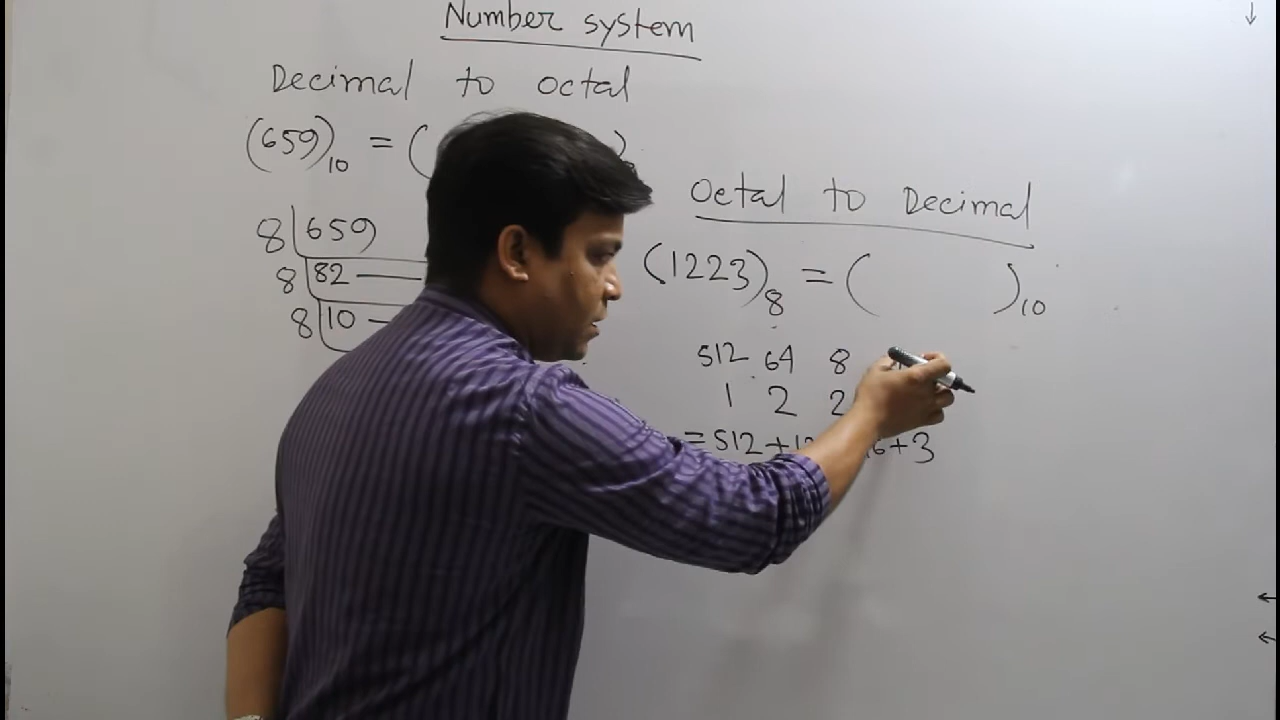 Number system
Decimal to octal
(659)10 = ( )
8 659
8 82 —
8 10 —
Octal to Decimal
(1223)8 = ( )10
512 64 8
1 2 2
= 512 + + 3